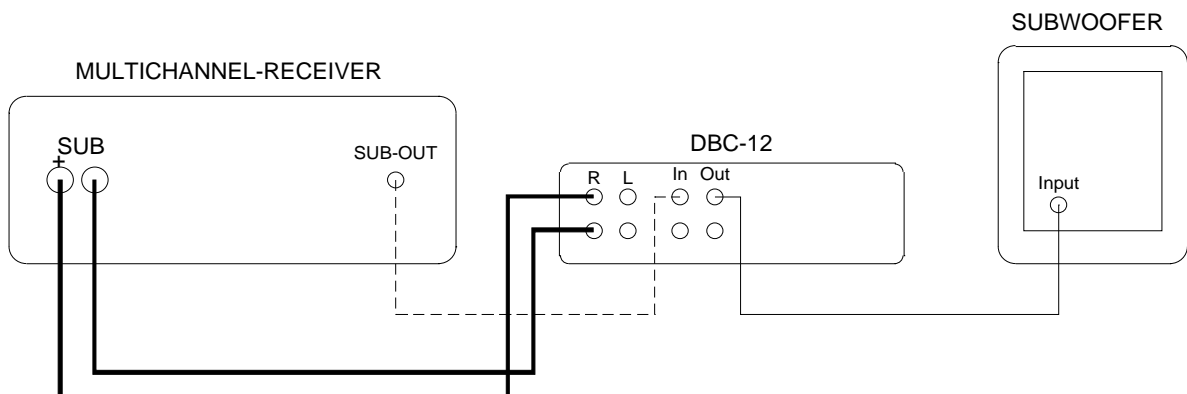 SUBWOOFER
MULTICHANNEL-RECEIVER
SUB
+
SUB-OUT
DBC-12
R L In Out
Input